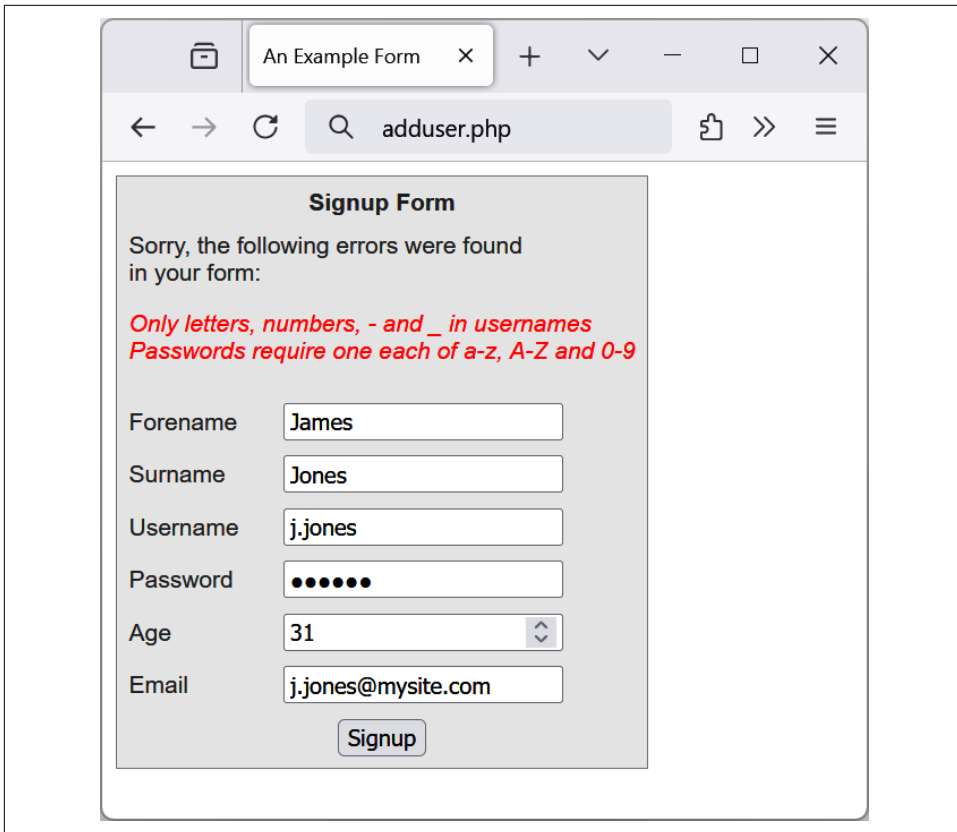 An Example Form
adduser.php
Signup Form
Sorry, the following errors were found
in your form:
Only letters, numbers, - and _ in usernames
Passwords require one each of a-z, A-Z and 0-9
Forename James
Surname Jones
Username j.jones
Password ●●●●●●
Age 31
Email j.jones@mysite.com
Signup